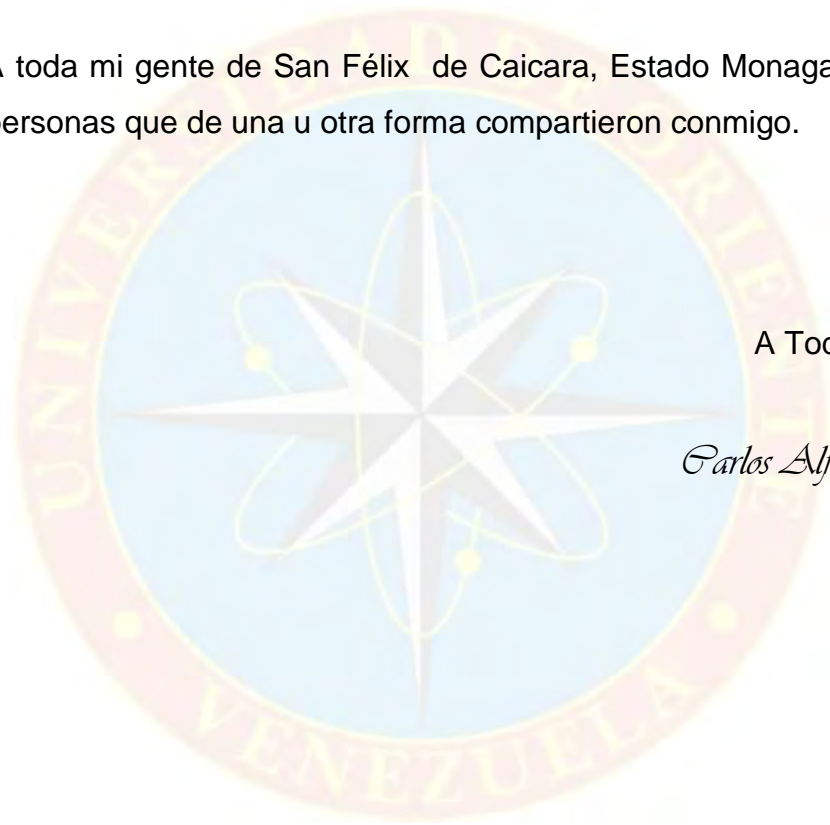 A toda mi gente de San Félix de Caicara, Estado Monaga
personas que de una u otra forma compartieron conmigo.
A Tod
Carlos Alf
UNIVERSIDAD DE ORIENTE
VENEZUELA